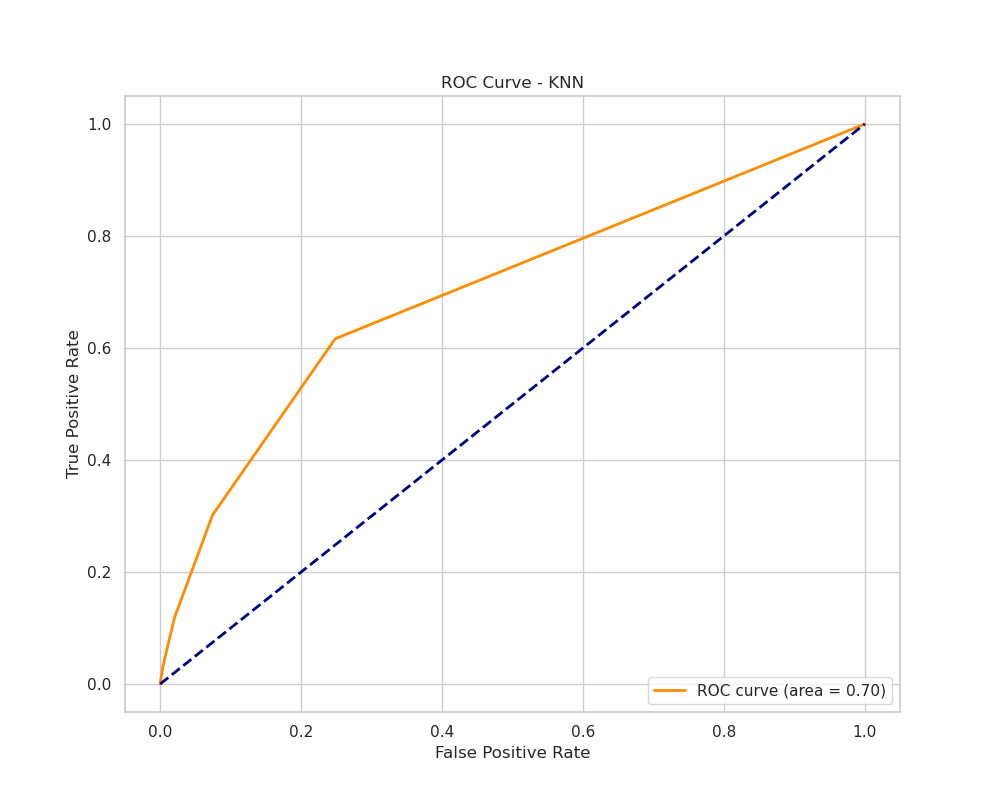 ROC Curve - KNN
1.0
0.8
0.6
0.4
0.2
0.0
True Positive Rate
ROC curve (area = 0.70)
0.0 0.2 0.4 0.6 0.8 1.0
False Positive Rate